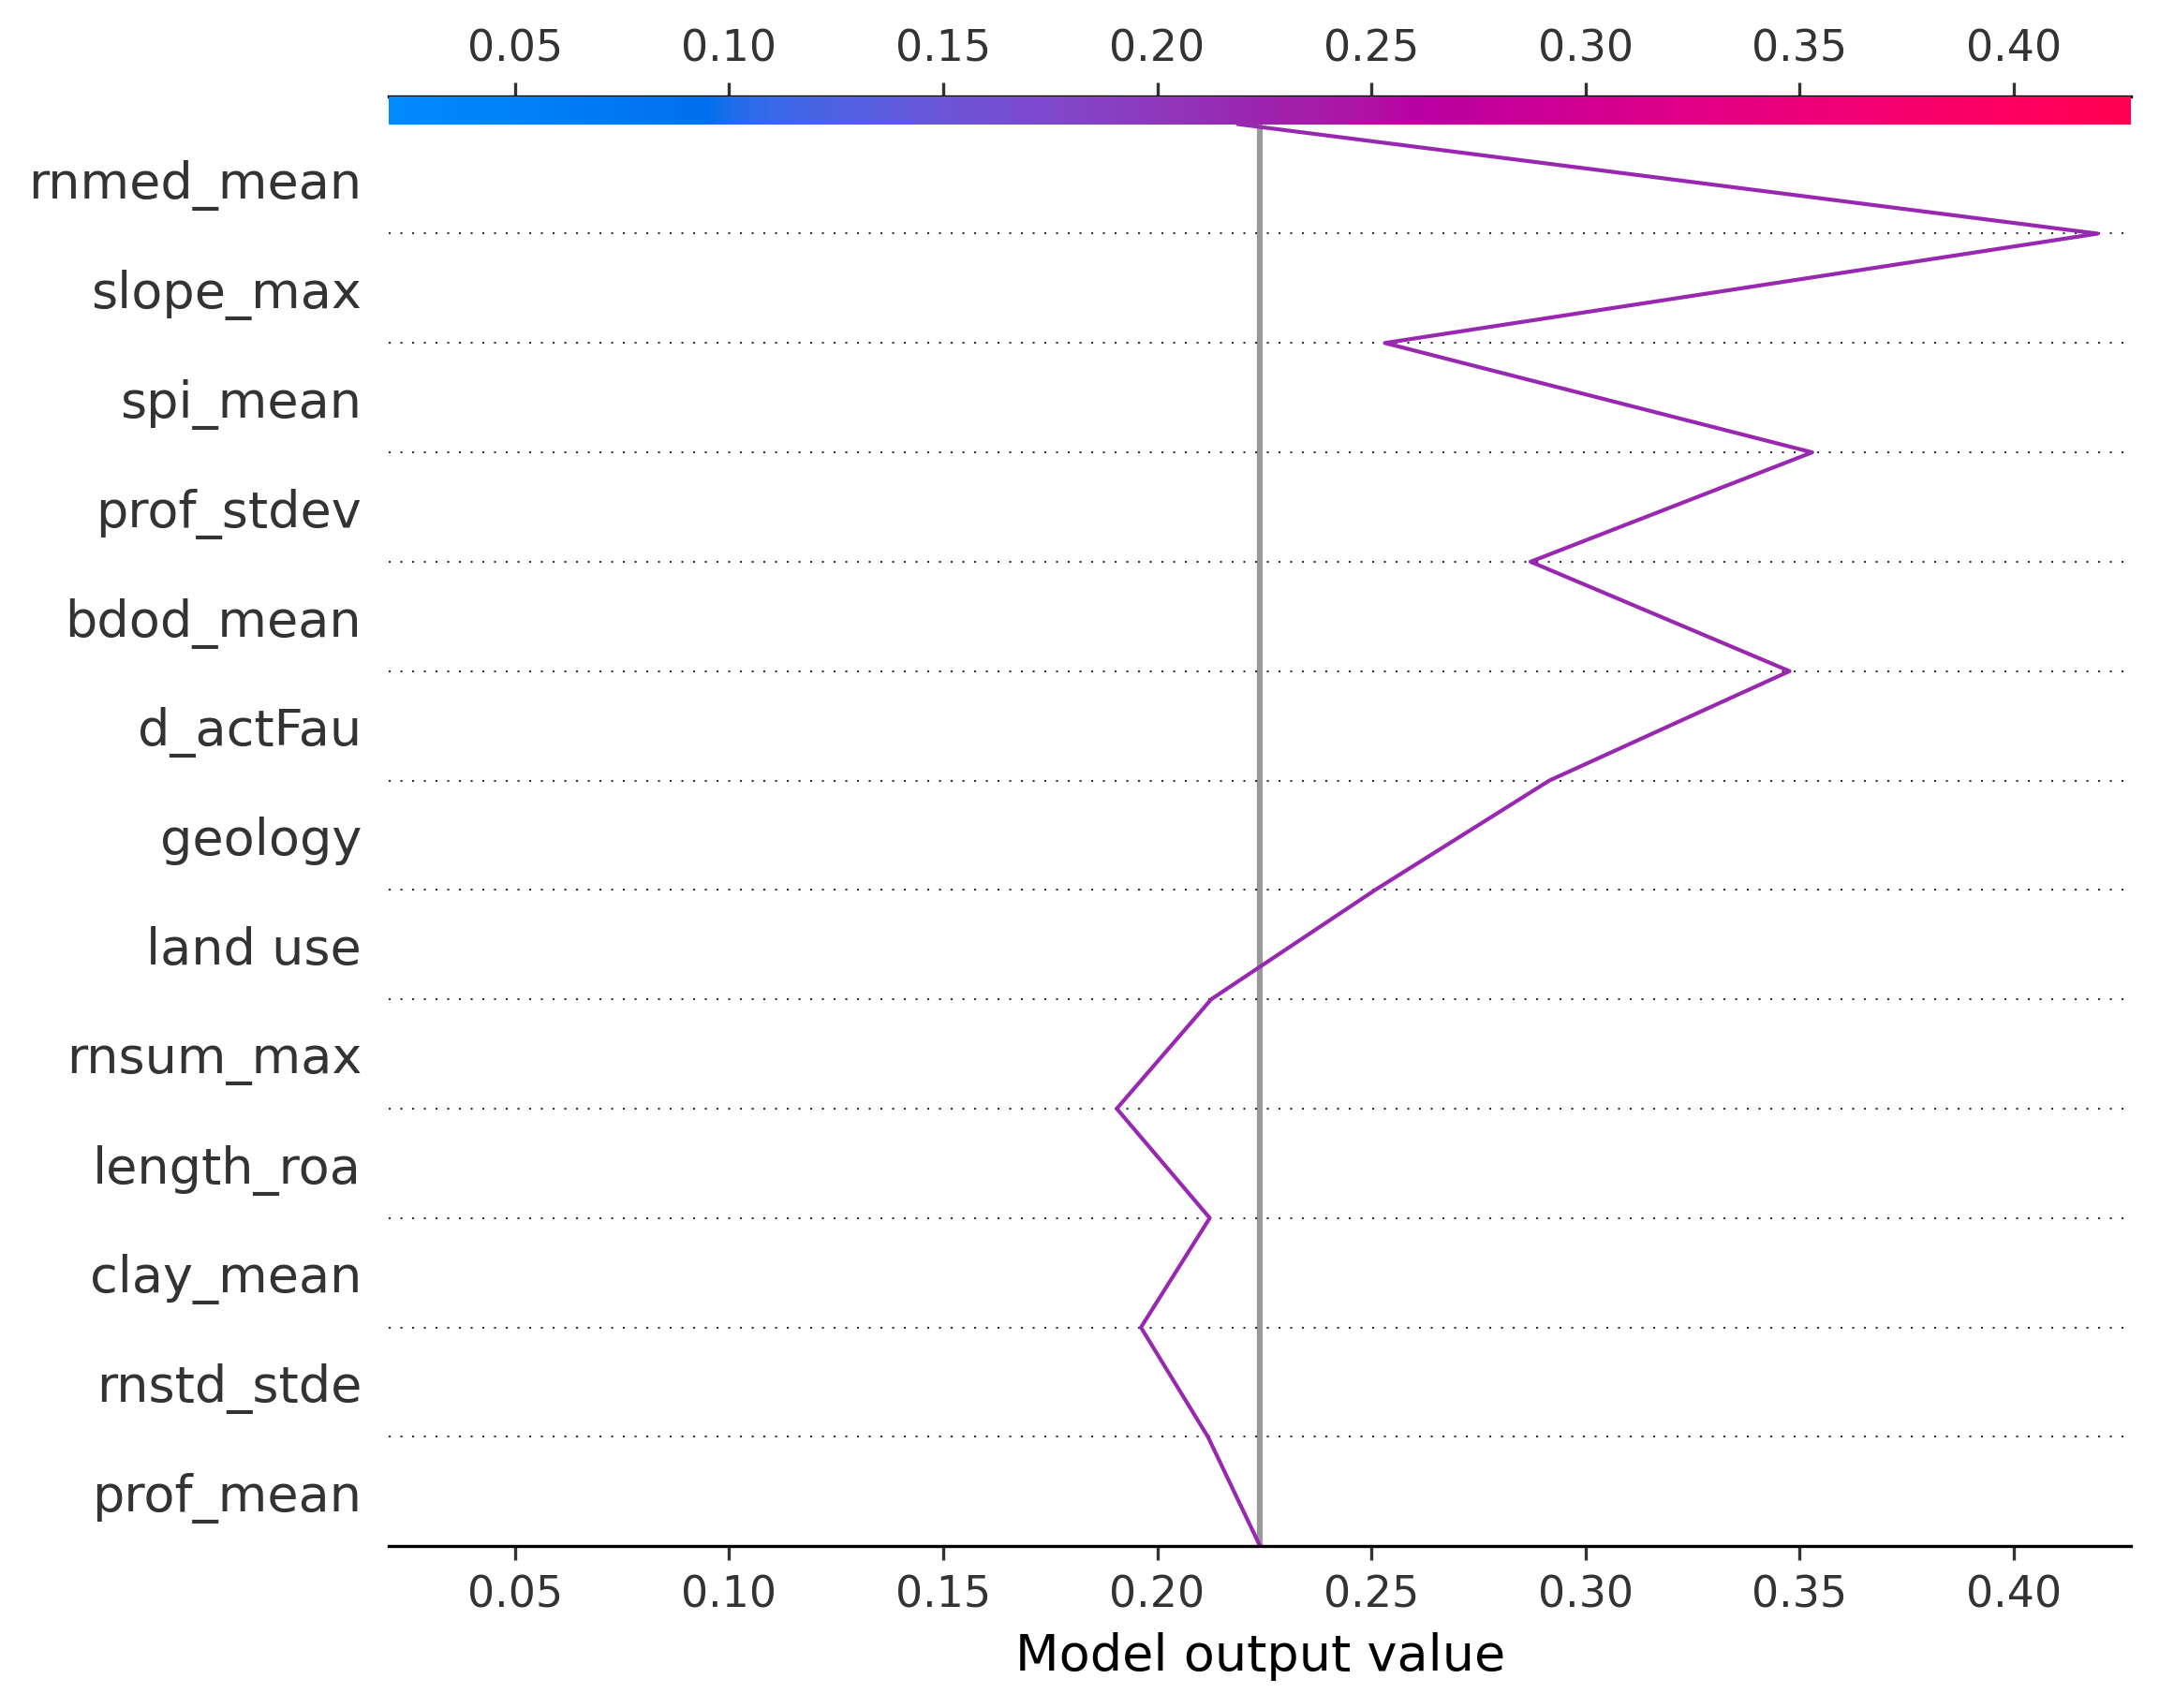 0.05 0.10 0.15 0.20 0.25 0.30 0.35 0.40
rnmed_mean
slope_max
spi_mean
prof_stdev
bdod_mean
d_actFau
geology
land use
rnsum_max
length_roa
clay_mean
rnstd_stde
prof_mean
0.05 0.10 0.15 0.20 0.25 0.30 0.35 0.40
Model output value